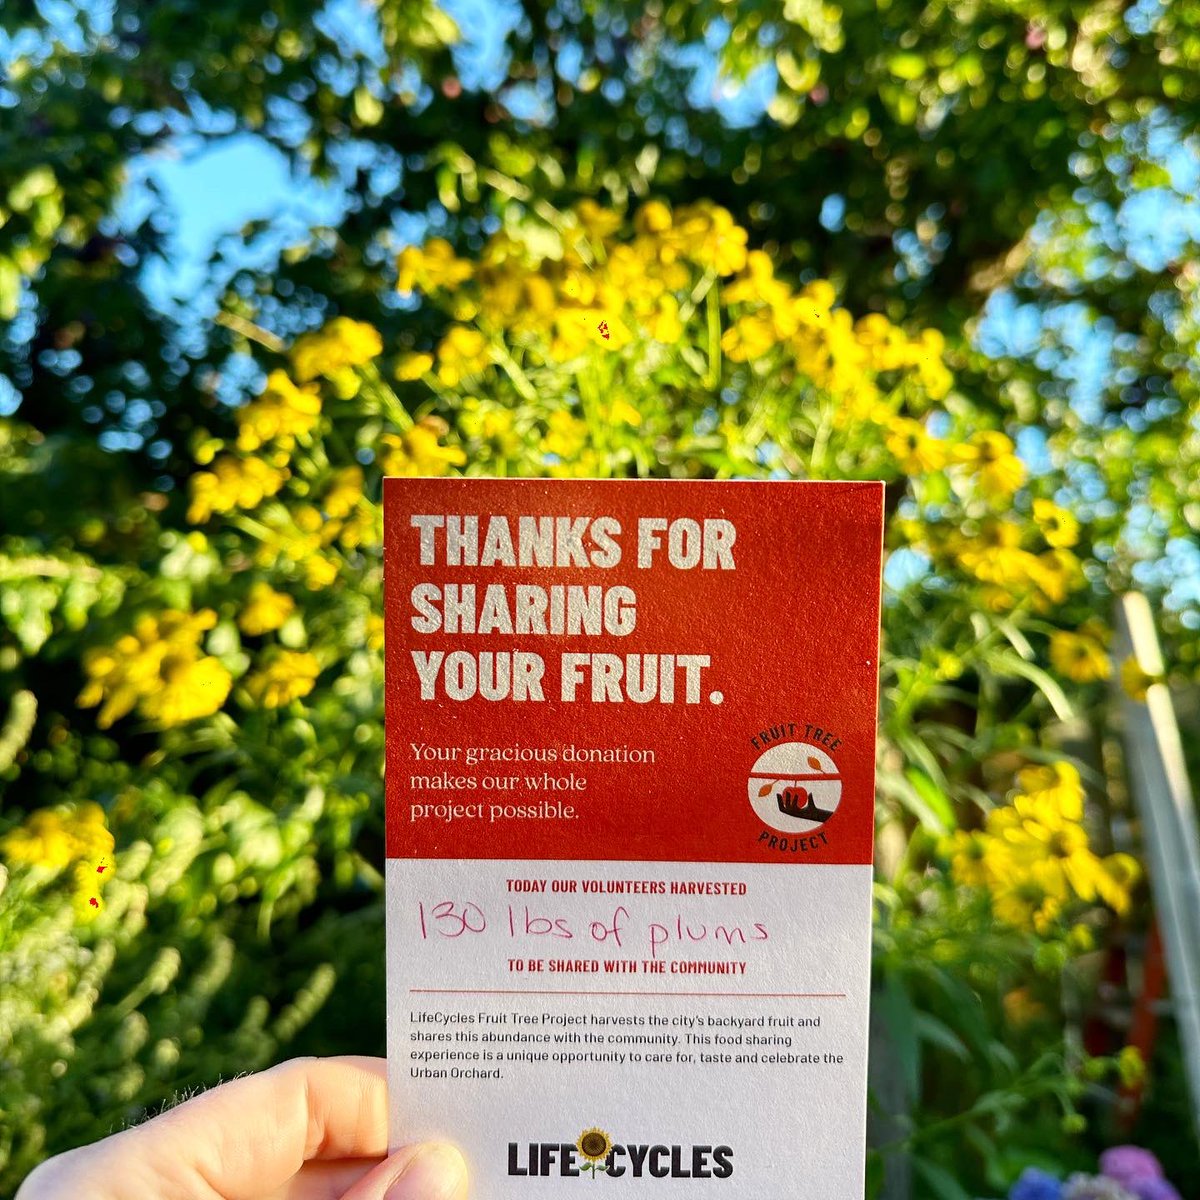 THANKS FOR
SHARING
YOUR FRUIT.
Your gracious donation
makes our whole
project possible.
FRUIT TREE
PROJECT
TODAY OUR VOLUNTEERS HARVESTED
130 lbs of plums
TO BE SHARED WITH THE COMMUNITY
LifeCycles Fruit Tree Project harvests the city's backyard fruit and
shares this abundance with the community. This food sharing
experience is a unique opportunity to care for, taste and celebrate the
Urban Orchard.
LIFE CYCLES